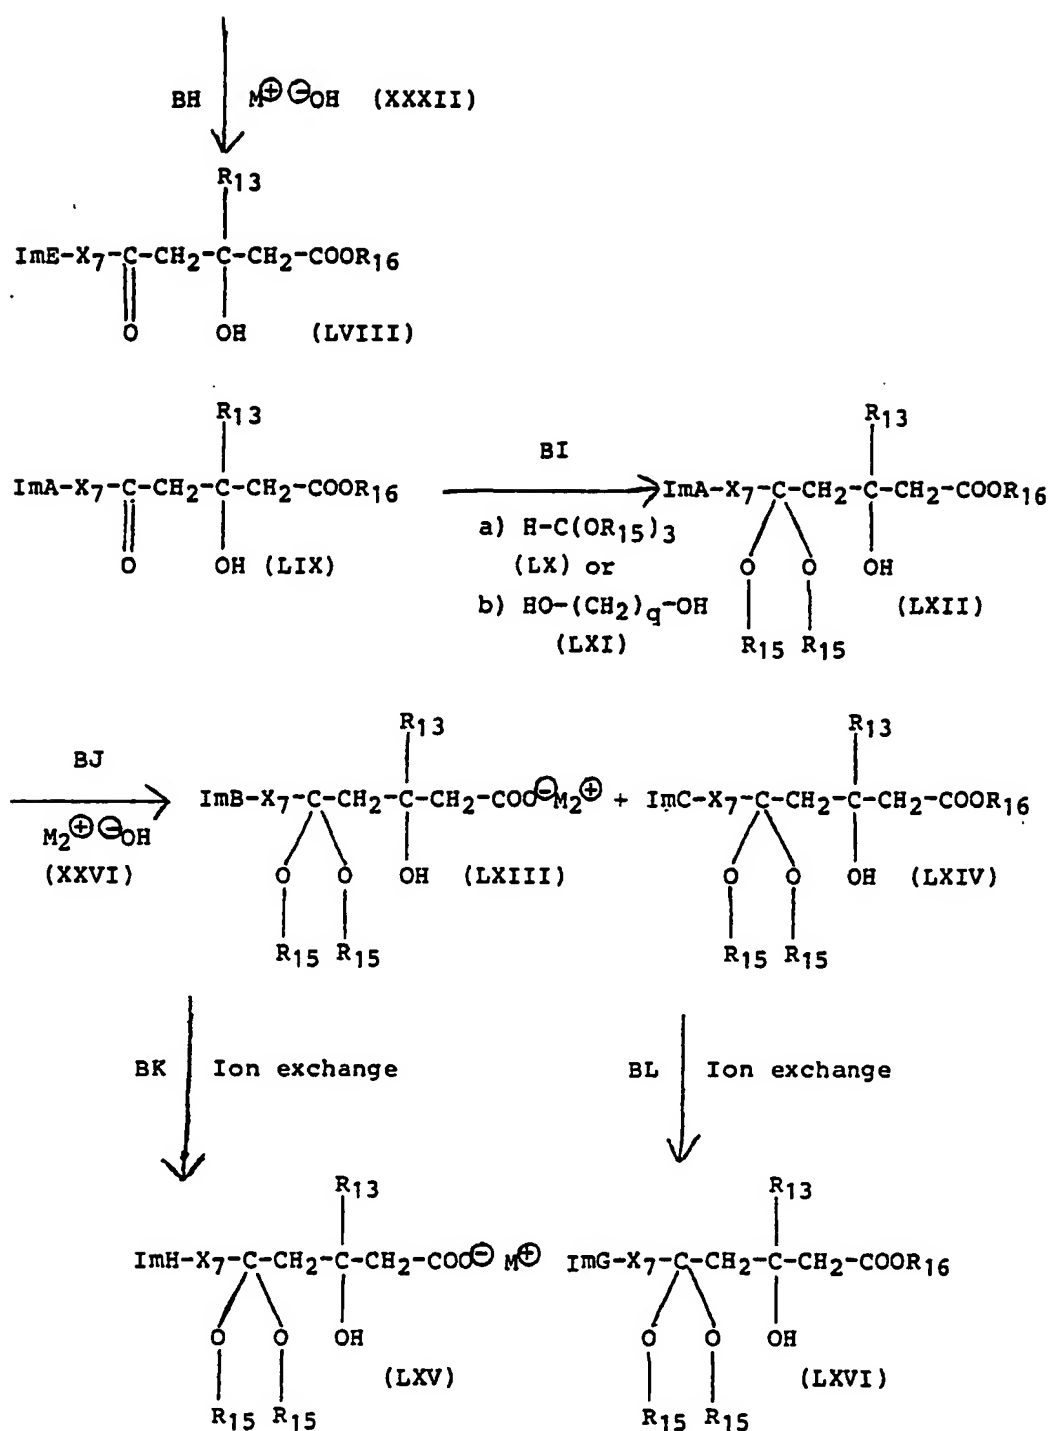 BH M⊕ ⊖OH (XXXII)
R13
ImE-X7-C-CH2-C-CH2-COOR16
O OH (LVIII)
R13 R13
BI
ImA-X7-C-CH2-C-CH2-COOR16 ImA-X7-C-CH2-C-CH2-COOR16
a) H-C(OR15)3
O OH (LIX) (LX) or O O OH
b) HO-(CH2)q-OH (LXII)
(LXI) R15 R15
R13 R13
BJ
ImB-X7-C-CH2-C-CH2-COO⊖M2⊕ + ImC-X7-C-CH2-C-CH2-COOR16
M2⊕ ⊖OH
(XXVI) O O OH (LXIII) O O OH (LXIV)
R15 R15 R15 R15
BK Ion exchange BL Ion exchange
R13 R13
ImH-X7-C-CH2-C-CH2-COO⊖ M⊕ ImG-X7-C-CH2-C-CH2-COOR16
O O OH O O OH
(LXV) (LXVI)
R15 R15 R15 R15